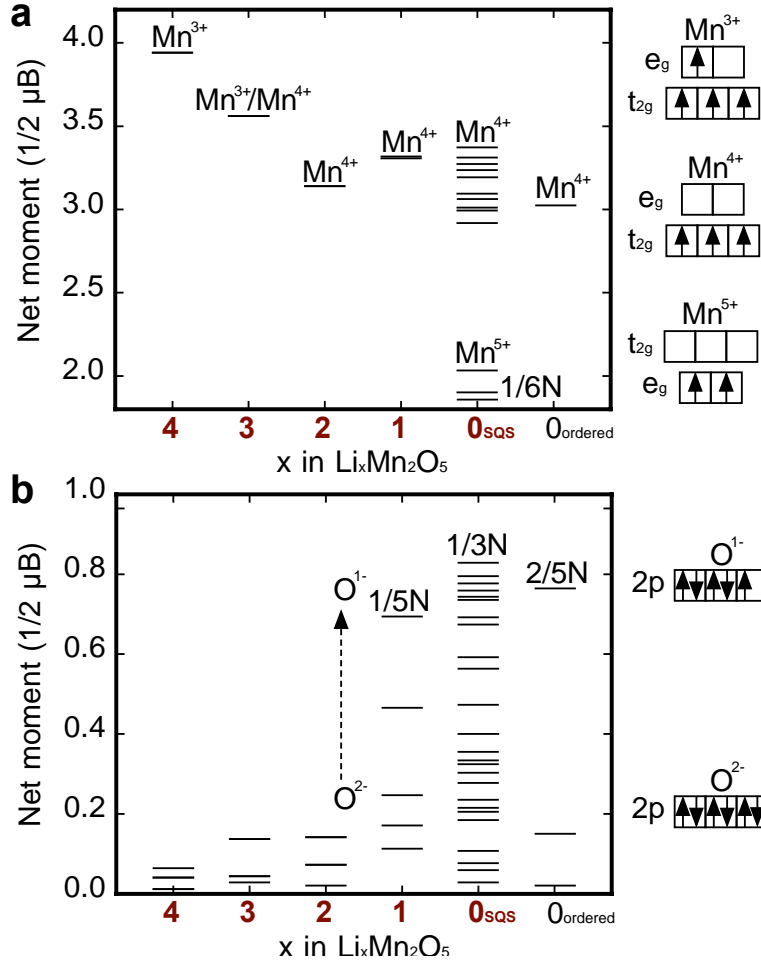 a
Net moment (1/2 µB)
4.0
3.5
3.0
2.5
2.0
Mn3+
Mn3+/Mn4+
Mn4+
Mn4+
Mn4+
Mn4+
Mn5+
1/6N
4 3 2 1 0SQS 0ordered
x in LixMn2O5
Mn3+
eg
t2g
Mn4+
eg
t2g
Mn5+
t2g
eg
b
Net moment (1/2 µB)
1.0
0.8
0.6
0.4
0.2
0.0
O1-
O2-
1/5N
1/3N
2/5N
4 3 2 1 0SQS 0ordered
x in LixMn2O5
O1-
2p
O2-
2p